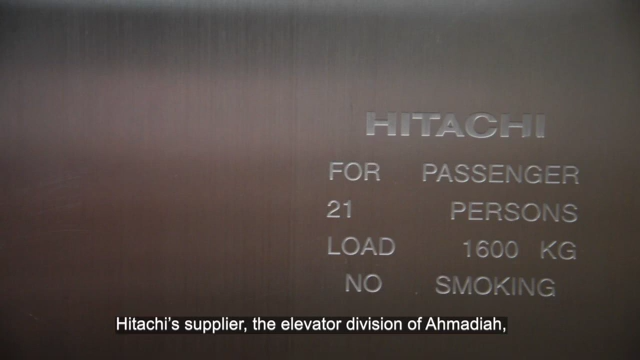 HITACHI
FOR PASSENGER
21 PERSONS
LOAD 1600 KG
NO SMOKING
Hitachi's supplier, the elevator division of Ahmadiah,